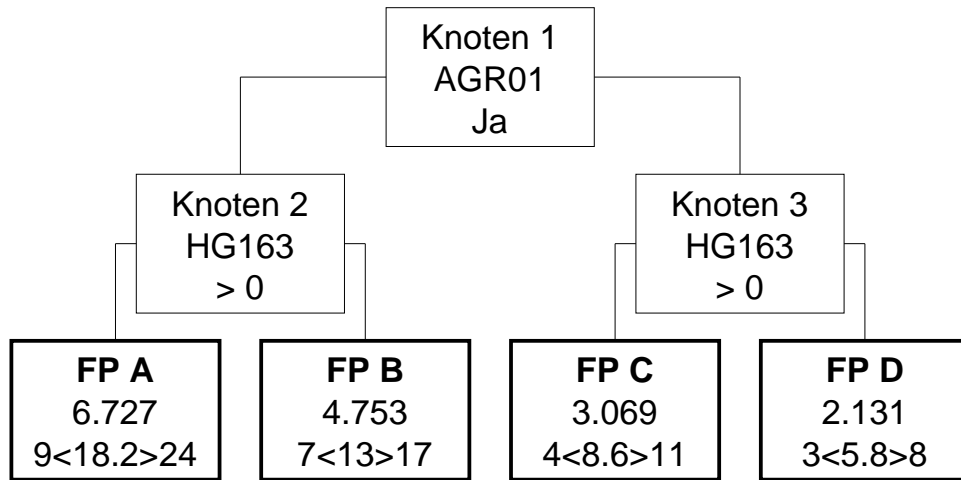 Knoten 1
AGR01
Ja
Knoten 2
HG163
> 0
Knoten 3
HG163
> 0
FP A
6.727
9<18.2>24
FP B
4.753
7<13>17
FP C
3.069
4<8.6>11
FP D
2.131
3<5.8>8